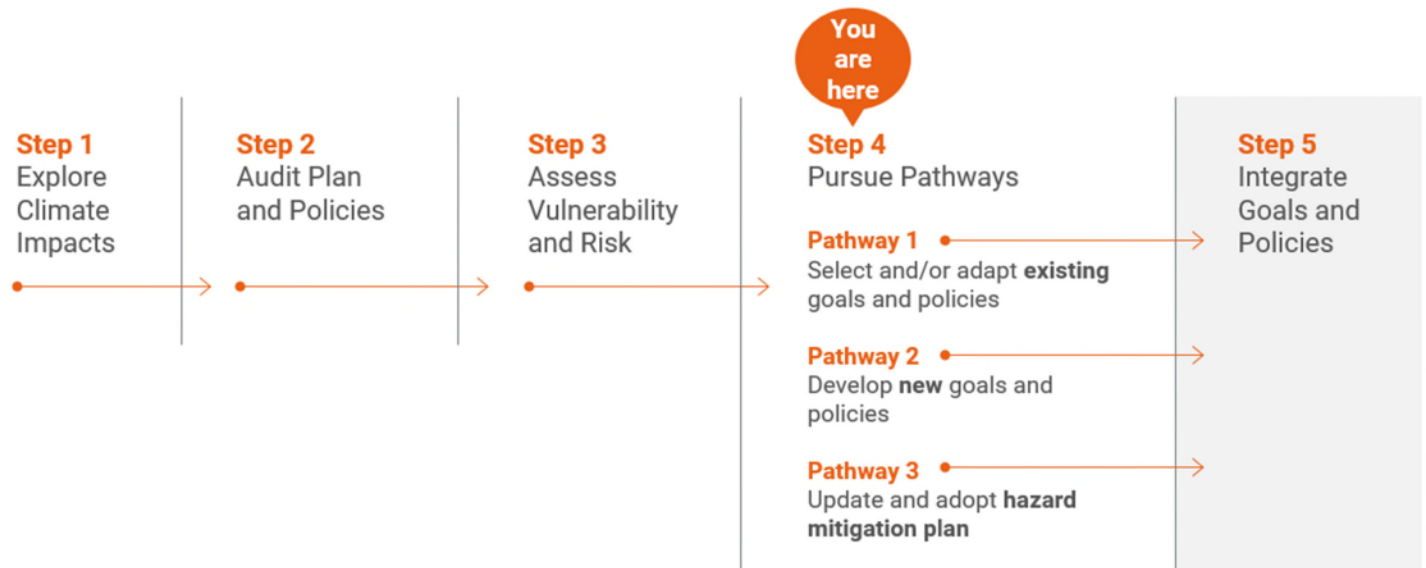 You
are
here
Step 1
Explore
Climate
Impacts
Step 2
Audit Plan
and Policies
Step 3
Assess
Vulnerability
and Risk
Step 4
Pursue Pathways
Pathway 1
Select and/or adapt existing
goals and policies
Pathway 2
Develop new goals and
policies
Pathway 3
Update and adopt hazard
mitigation plan
Step 5
Integrate
Goals and
Policies